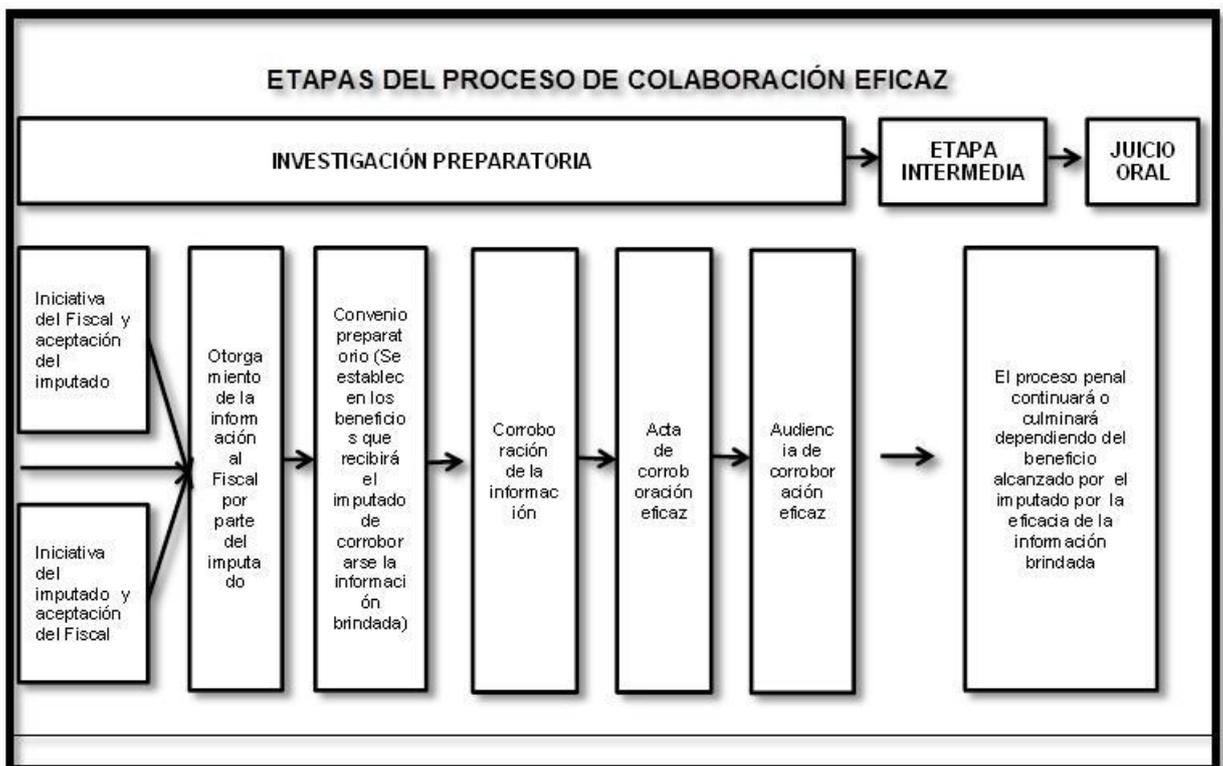 ETAPAS DEL PROCESO DE COLABORACIÓN EFICAZ
INVESTIGACIÓN PREPARATORIA
ETAPA
INTERMEDIA
JUICIO
ORAL
Iniciativa
del Fiscal y
aceptación
del
imputado
Iniciativa
del
imputado y
aceptación
del Fiscal
Otorga
miento
de la
inform
ación
al
Fiscal
por
parte
del
imputa
do
Convenio
preparat
orio (Se
establec
en los
beneficio
s que
recibirá
el
imputado
de
corrobor
arse la
informaci
ón
brindada)
Corrobo
ración
de la
informac
ión
Acta
de
corrob
oración
eficaz
Audienc
ia de
corrobor
ación
eficaz
El proceso penal
continuará o
culminará
dependiendo del
beneficio
alcanzado por el
imputado por la
eficacia de la
información
brindada